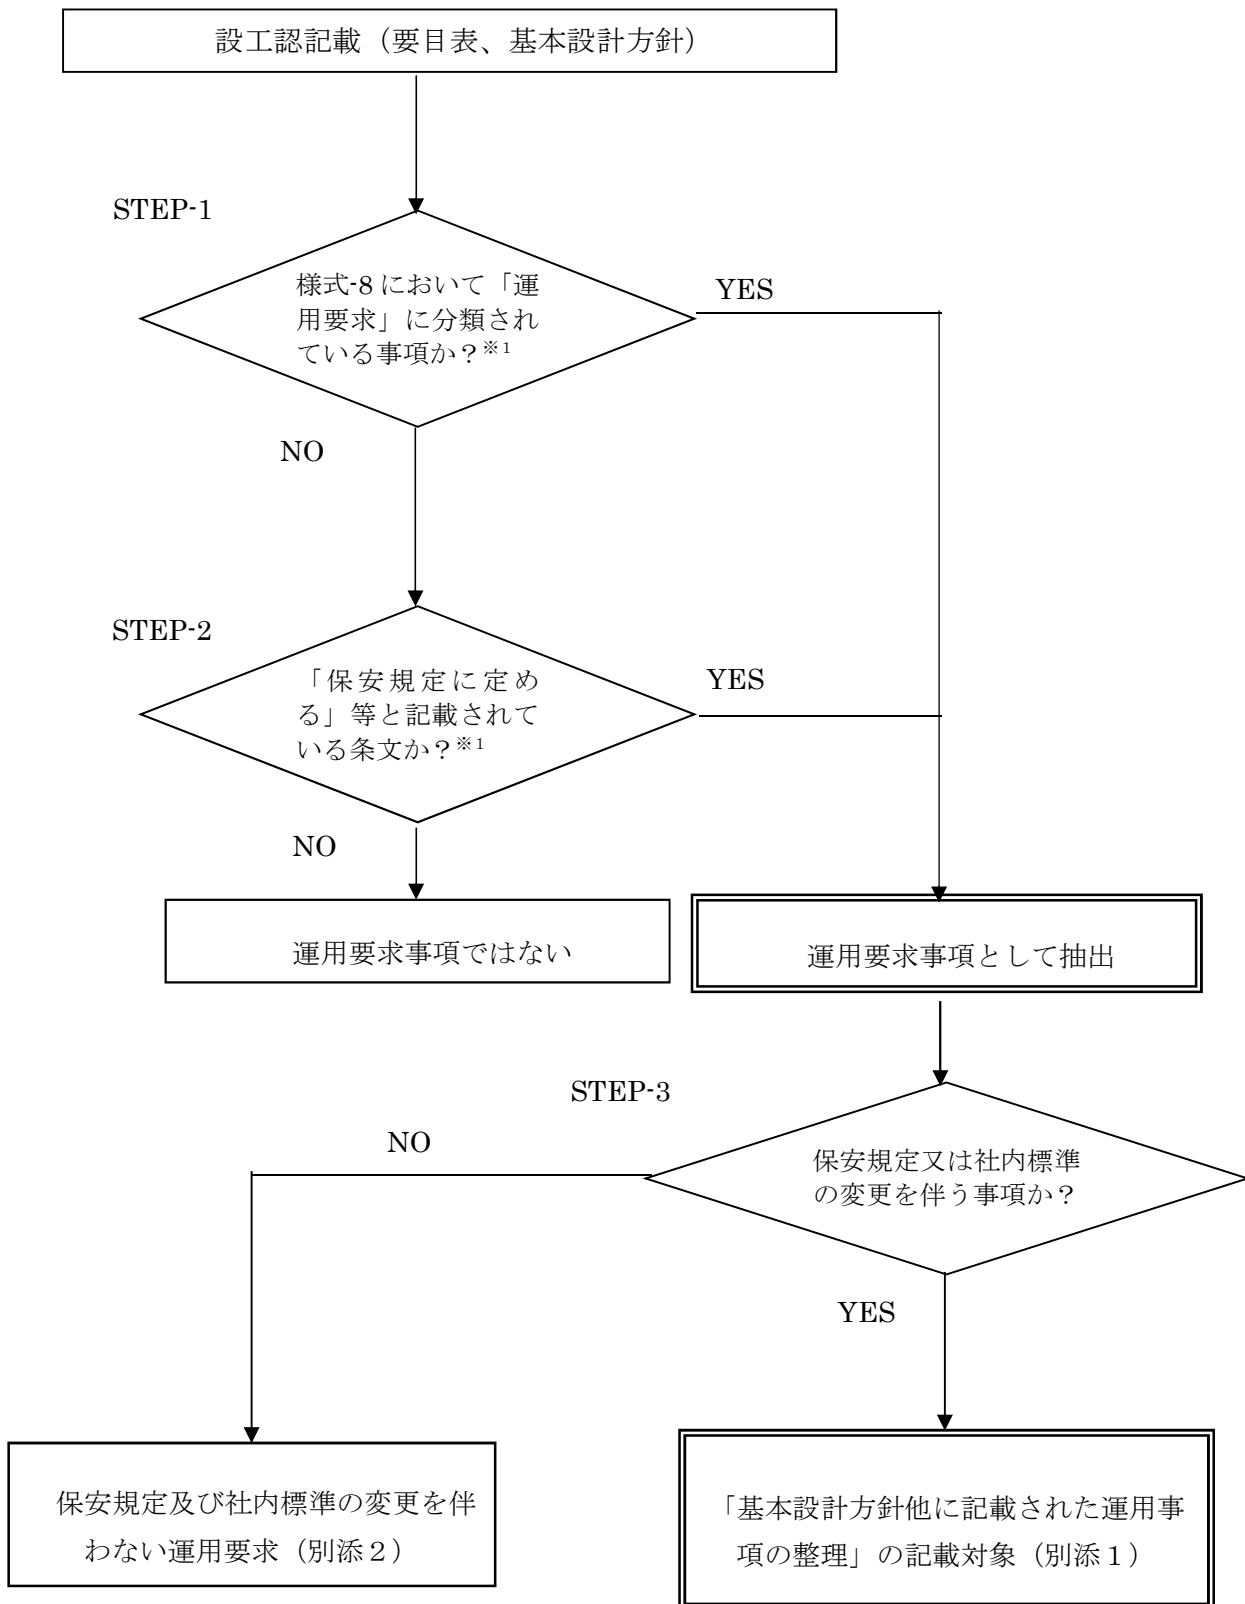 設工認記載（要目表、基本設計方針）
STEP-1
様式-8において「運
用要求」に分類され
ている事項か？※1
YES
NO
STEP-2
「保安規定に定め
る」等と記載されて
いる条文か？※1
YES
NO
運用要求事項ではない
運用要求事項として抽出
STEP-3
NO
保安規定又は社内標準
の変更を伴う事項か？
YES
保安規定及び社内標準の変更を伴
わない運用要求（別添２）
「基本設計方針他に記載された運用事
項の整理」の記載対象（別添１）